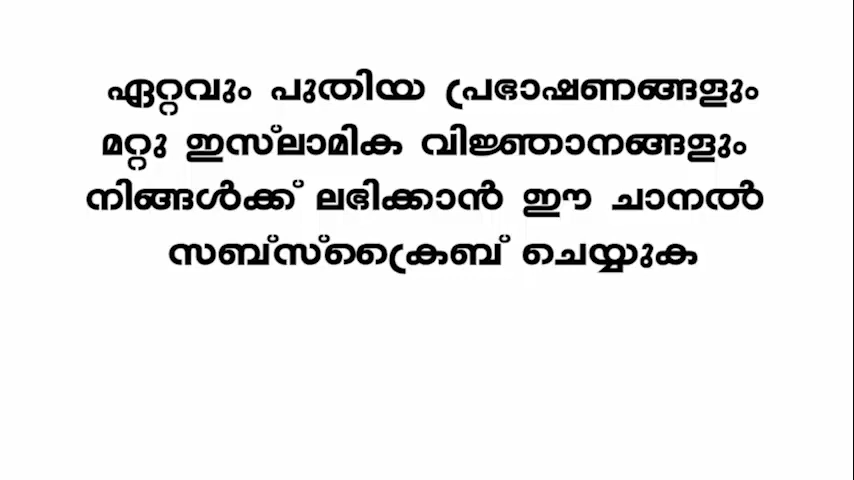 ഏറ്റവും പുതിയ പ്രഭാഷണങ്ങളും
മറ്റു ഇസ്‌ലാമിക വിജ്ഞാനങ്ങളും
നിങ്ങൾക്ക് ലഭിക്കാൻ ഈ ചാനൽ
സബ്സ്ക്രൈബ് ചെയ്യുക